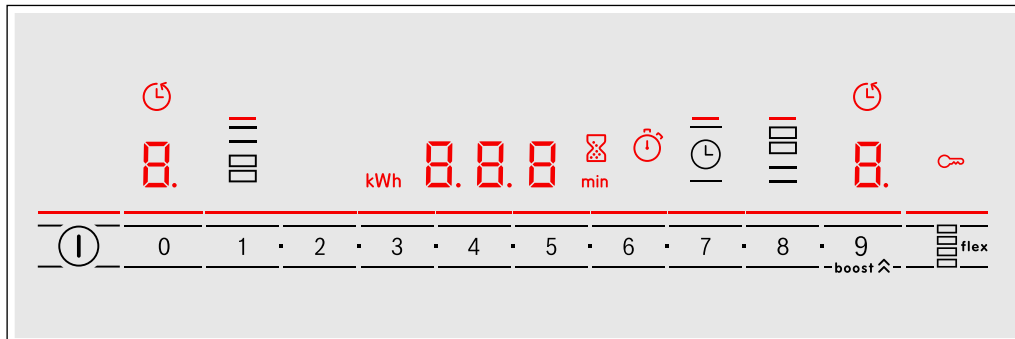 8. 8.8.8 8.
kWh min
0 1 · 2 · 3 · 4 · 5 · 6 · 7 · 8 · 9 flex
boost